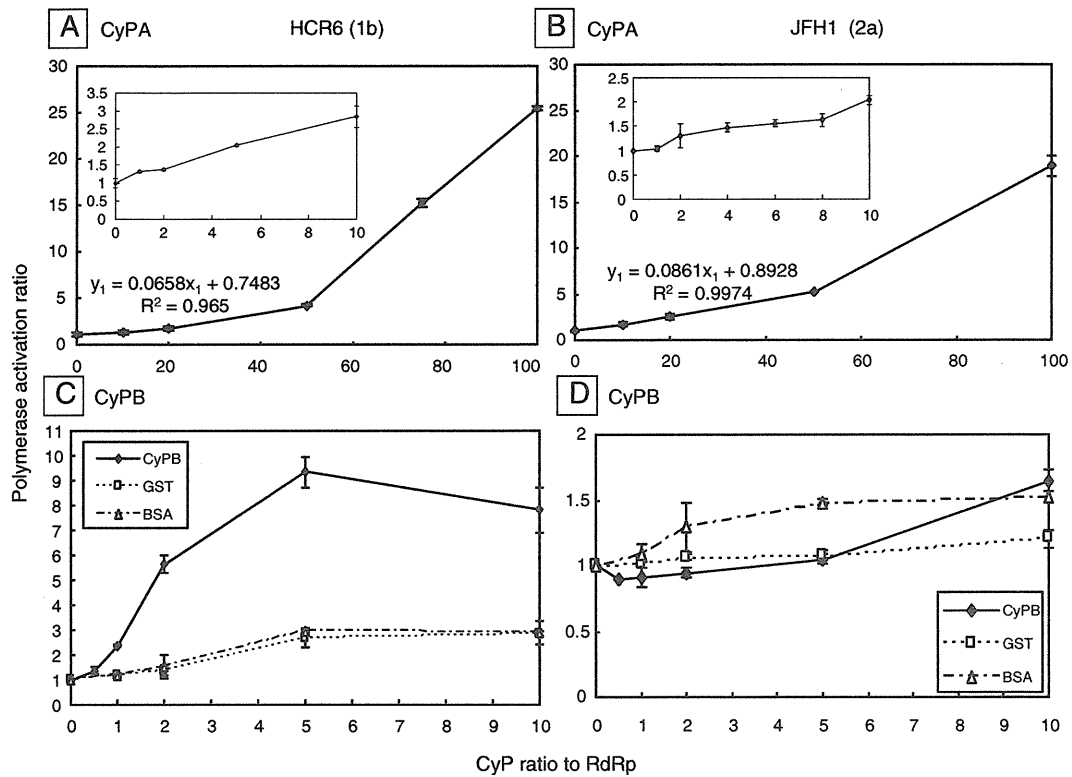 A CyPA HCR6 (1b)
B CyPA JFH1 (2a)
30
25
20
15
10
5
0
0 20 40 60 80 100
3.5
3
2.5
2
1.5
1
0.5
0
0 2 4 6 8 10
y₁ = 0.0658x₁ + 0.7483
R² = 0.965
30
25
20
15
10
5
0
0 20 40 60 80 100
2.5
2
1.5
1
0.5
0
0 2 4 6 8 10
y₁ = 0.0861x₁ + 0.8928
R² = 0.9974
Polymerase activation ratio
C CyPB
11
10
9
8
7
6
5
4
3
2
1
0
0 1 2 3 4 5 6 7 8 9 10
CyPB
GST
BSA
D CyPB
2
1.5
1
0.5
0
0 1 2 3 4 5 6 7 8 9 10
CyPB
GST
BSA
CyP ratio to RdRp